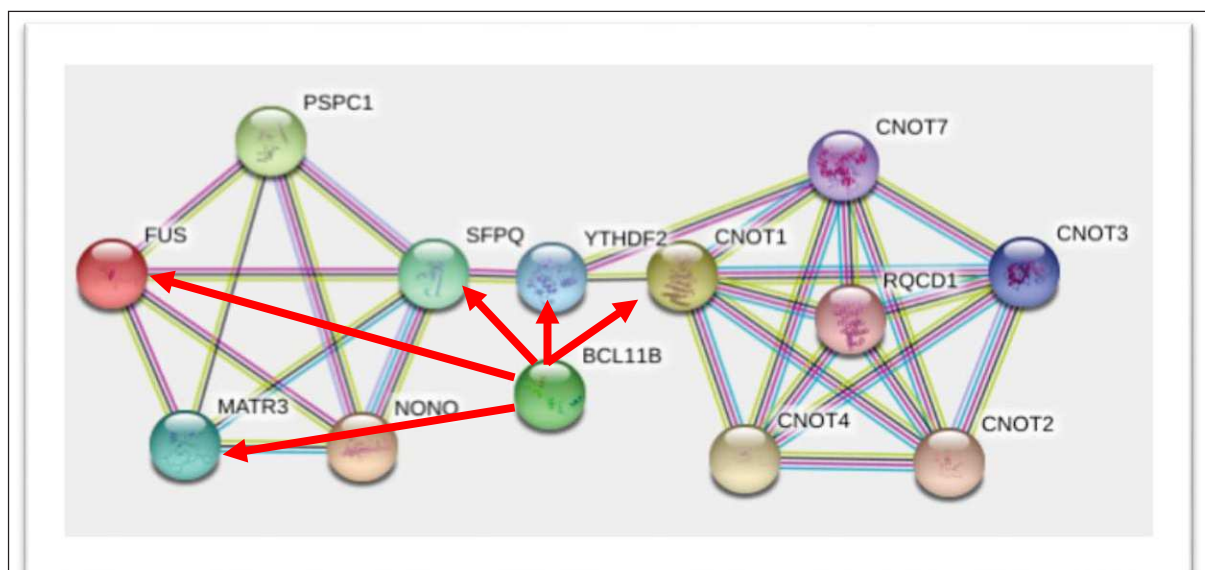 PSPC1
CNOT7
FUS
SFPQ
YTHDF2
CNOT1
CNOT3
RQCD1
BCL11B
MATR3
NONO
CNOT4
CNOT2